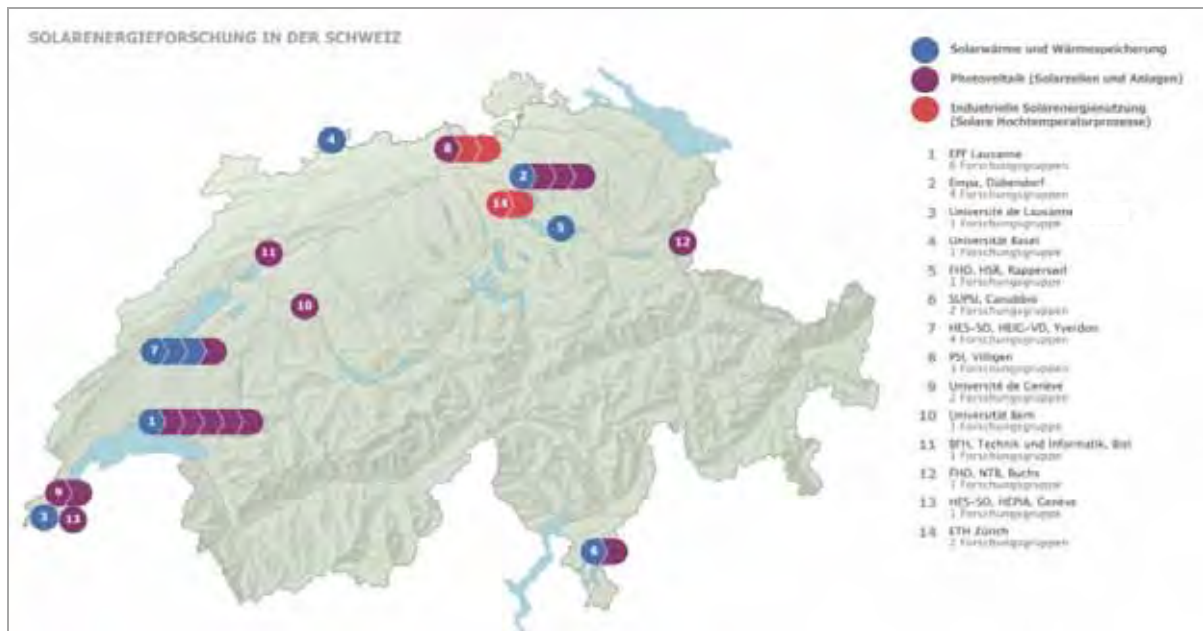 SOLARENERGIEFORSCHUNG IN DER SCHWEIZ
Solarwärme und Wärmespeicherung
Photovoltaik (Solarzellen und Anlagen)
Industrielle Solarenergienutzung
(Solare Hochtemperaturprozesse)
1 EPF Lausanne
6 Forschungsgruppen
2 Empa, Dübendorf
4 Forschungsgruppen
3 Université de Lausanne
1 Forschungsgruppe
4 Universität Basel
1 Forschungsgruppe
5 FHO, HSR, Rapperswil
1 Forschungsgruppe
6 SUPSI, Canobbio
2 Forschungsgruppen
7 HES-SO, HEIG-VD, Yverdon
4 Forschungsgruppen
8 PSI, Villigen
3 Forschungsgruppen
9 Université de Genève
2 Forschungsgruppen
10 Universität Bern
1 Forschungsgruppe
11 BFH, Technik und Informatik, Biel
1 Forschungsgruppe
12 FHO, NTB, Buchs
1 Forschungsgruppe
13 HES-SO, HEPIA, Genève
1 Forschungsgruppe
14 ETH Zürich
2 Forschungsgruppen
4
8
2
14
5
12
11
10
7
1
9
3
13
6